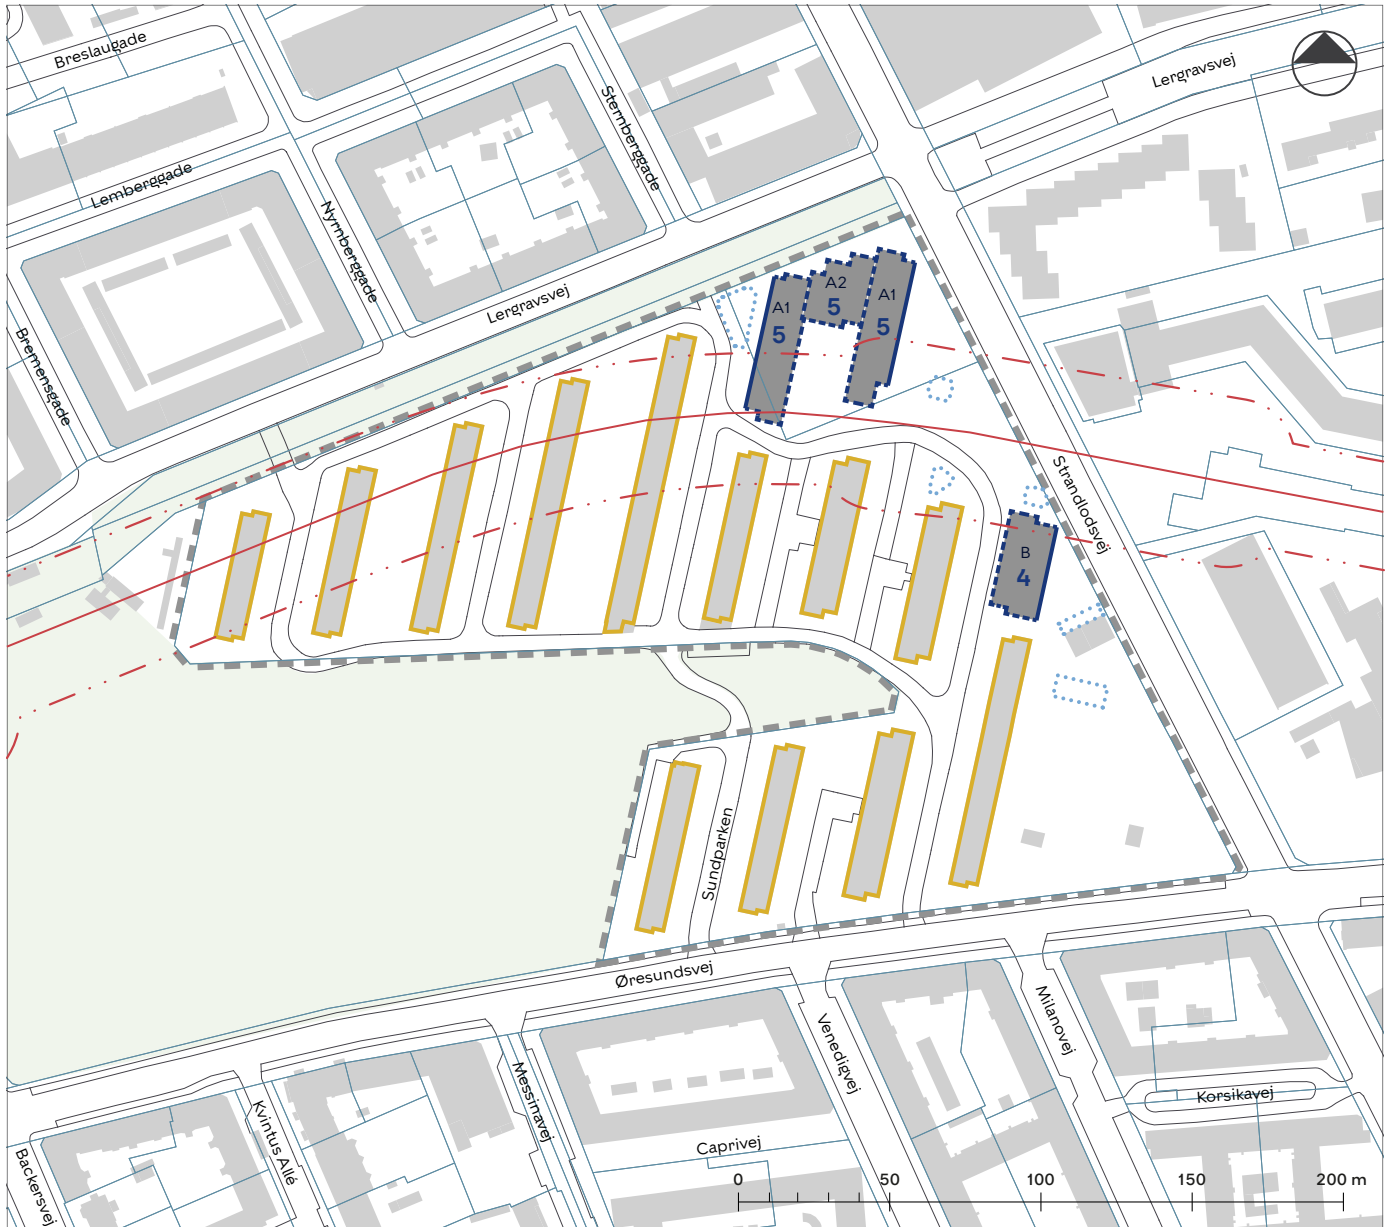 Breslaugade
Lergravsvej
Sternberggade
Lemberggade
Nyrnberggade
A2
A1
A1
5
5
5
Lergravsvej
Bremensgade
Strandlodsvej
B
4
Sundparken
Øresundsvej
Milanovej
Venedigvej
Messinavej
Korsikavej
Kvintus Allé
Caprivej
Backersvej
0 50 100 150 200 m